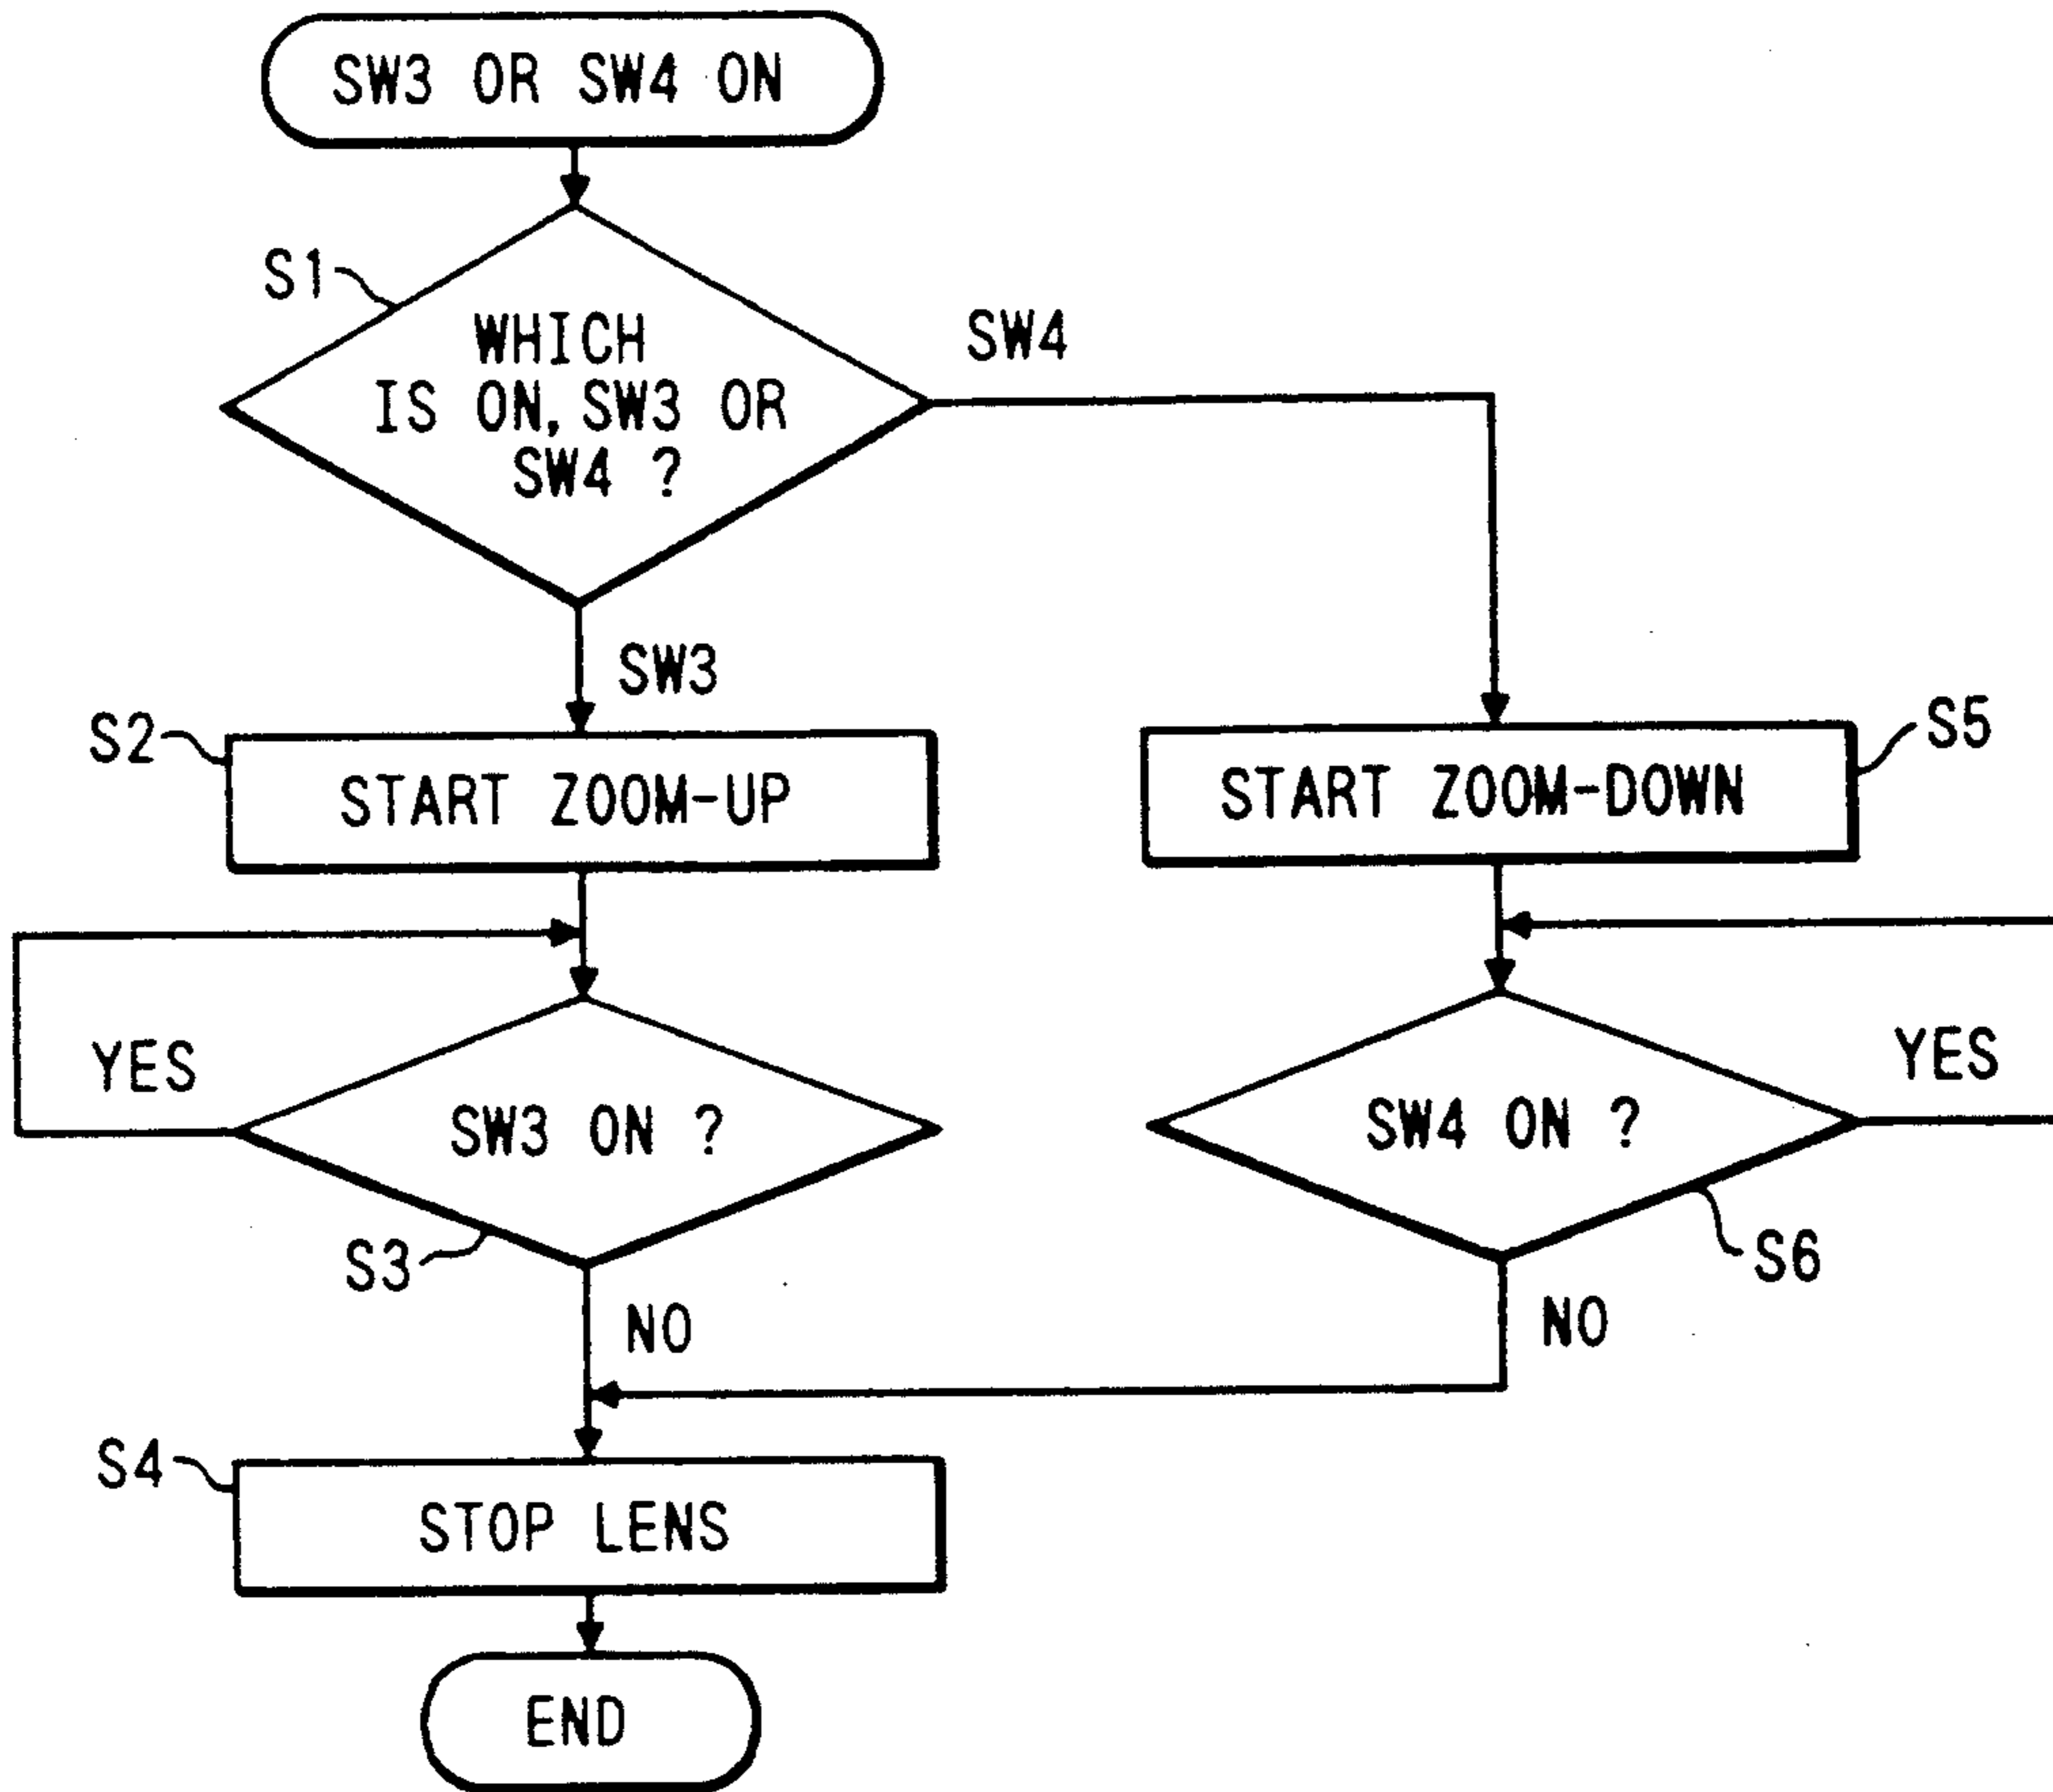 SW3 OR SW4 ON
S1
WHICH
IS ON, SW3 OR
SW4 ?
SW4
SW3
S2
START ZOOM-UP
START ZOOM-DOWN
S5
YES
SW3 ON ?
SW4 ON ?
YES
S3
S6
NO
NO
S4
STOP LENS
END